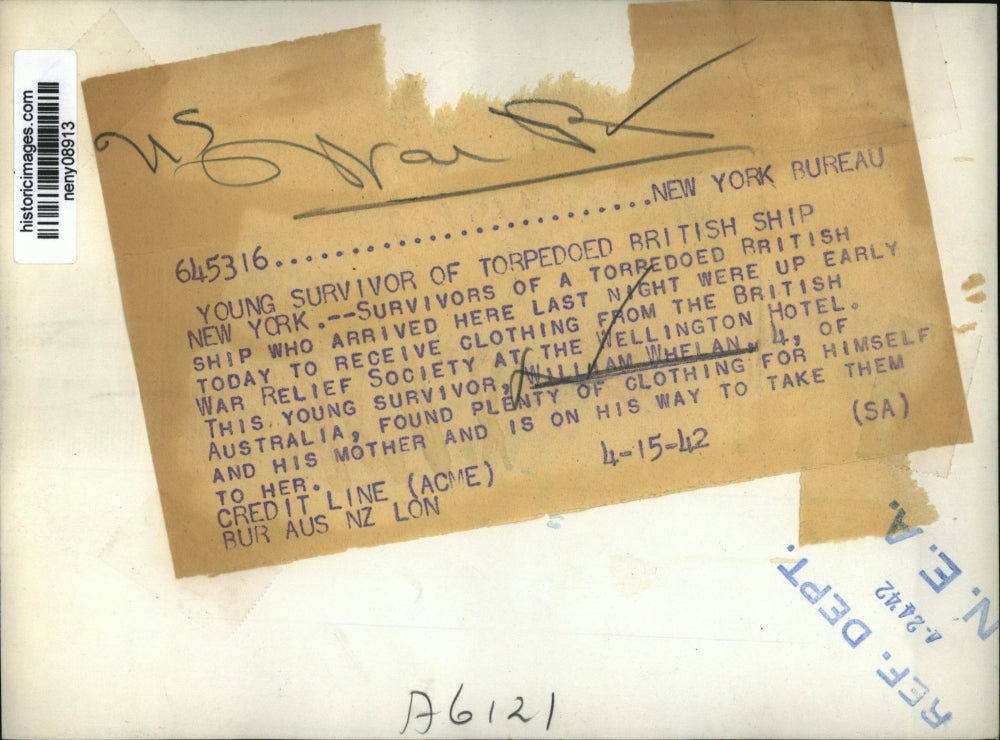 historicimages.com
neny08913
645316..............................NEW YORK BUREAU
YOUNG SURVIVOR OF TORPEDOED BRITISH SHIP
NEW YORK.--SURVIVORS OF A TORPEDOED BRITISH
SHIP WHO ARRIVED HERE LAST NIGHT WERE UP EARLY
TODAY TO RECEIVE CLOTHING FROM THE BRITISH
WAR RELIEF SOCIETY AT THE WELLINGTON HOTEL.
THIS YOUNG SURVIVOR, WILLIAM WHELAN, 4, OF
AUSTRALIA, FOUND PLENTY OF CLOTHING FOR HIMSELF
AND HIS MOTHER AND IS ON HIS WAY TO TAKE THEM
TO HER.
CREDIT LINE (ACME) 4-15-42 (SA)
BUR AUS NZ LON
REF. DEPT.
4-24 42
N. E. A.
A6121